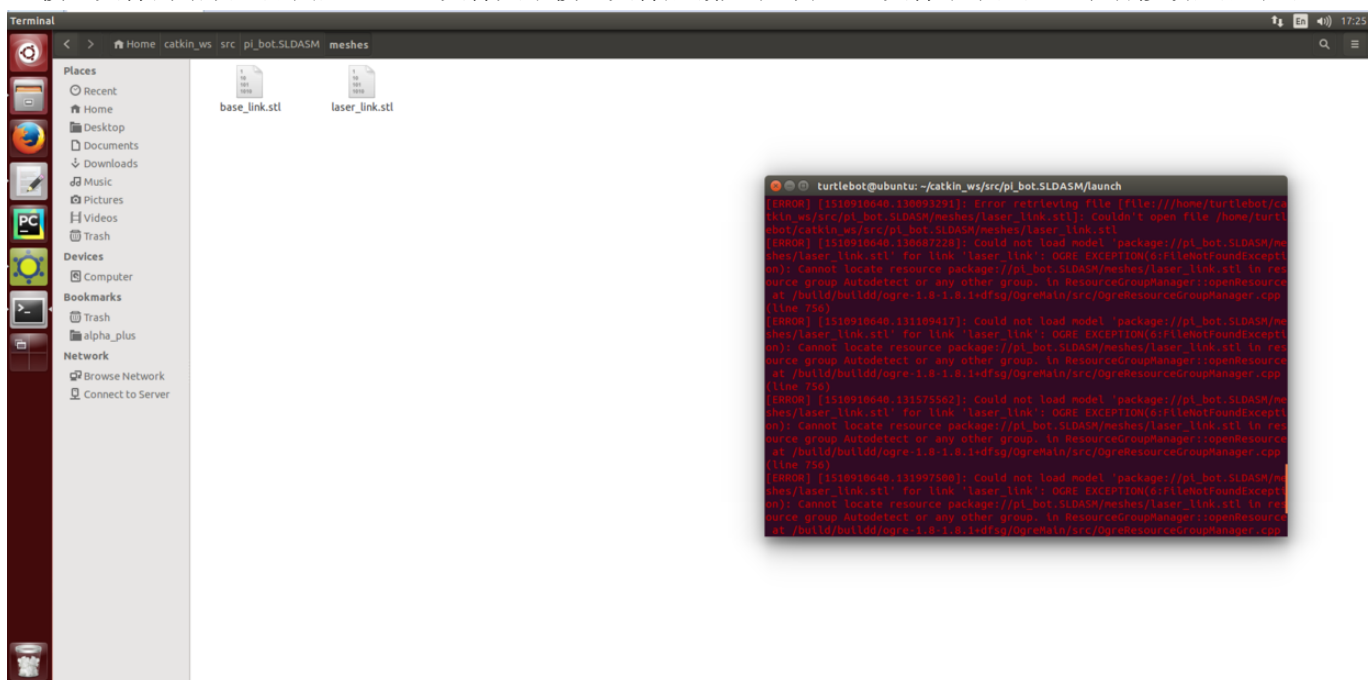 Terminal
En
17:25
Home catkin_ws src pi_bot.SLDASM meshes
Places
Recent
Home
Desktop
Documents
Downloads
Music
Pictures
Videos
Trash
Devices
Computer
Bookmarks
Trash
alpha_plus
Network
Browse Network
Connect to Server
base_link.stl
laser_link.stl
PC
turtlebot@ubuntu: ~/catkin_ws/src/pi_bot.SLDASM/launch
[ERROR] [1510910640.130093291]: Error retrieving file [file:///home/turtlebot/ca
tkin_ws/src/pi_bot.SLDASM/meshes/laser_link.stl]: Couldn't open file /home/turtl
ebot/catkin_ws/src/pi_bot.SLDASM/meshes/laser_link.stl
[ERROR] [1510910640.130687228]: Could not load model 'package://pi_bot.SLDASM/me
shes/laser_link.stl' for link 'laser_link': OGRE EXCEPTION(6:FileNotFoundExcepti
on): Cannot locate resource package://pi_bot.SLDASM/meshes/laser_link.stl in res
ource group Autodetect or any other group. in ResourceGroupManager::openResource
at /build/buildd/ogre-1.8-1.8.1+dfsg/OgreMain/src/OgreResourceGroupManager.cpp
(line 756)
[ERROR] [1510910640.131109417]: Could not load model 'package://pi_bot.SLDASM/me
shes/laser_link.stl' for link 'laser_link': OGRE EXCEPTION(6:FileNotFoundExcepti
on): Cannot locate resource package://pi_bot.SLDASM/meshes/laser_link.stl in res
ource group Autodetect or any other group. in ResourceGroupManager::openResource
at /build/buildd/ogre-1.8-1.8.1+dfsg/OgreMain/src/OgreResourceGroupManager.cpp
(line 756)
[ERROR] [1510910640.131575562]: Could not load model 'package://pi_bot.SLDASM/me
shes/laser_link.stl' for link 'laser_link': OGRE EXCEPTION(6:FileNotFoundExcepti
on): Cannot locate resource package://pi_bot.SLDASM/meshes/laser_link.stl in res
ource group Autodetect or any other group. in ResourceGroupManager::openResource
at /build/buildd/ogre-1.8-1.8.1+dfsg/OgreMain/src/OgreResourceGroupManager.cpp
(line 756)
[ERROR] [1510910640.131997500]: Could not load model 'package://pi_bot.SLDASM/me
shes/laser_link.stl' for link 'laser_link': OGRE EXCEPTION(6:FileNotFoundExcepti
on): Cannot locate resource package://pi_bot.SLDASM/meshes/laser_link.stl in res
ource group Autodetect or any other group. in ResourceGroupManager::openResource
at /build/buildd/ogre-1.8-1.8.1+dfsg/OgreMain/src/OgreResourceGroupManager.cpp